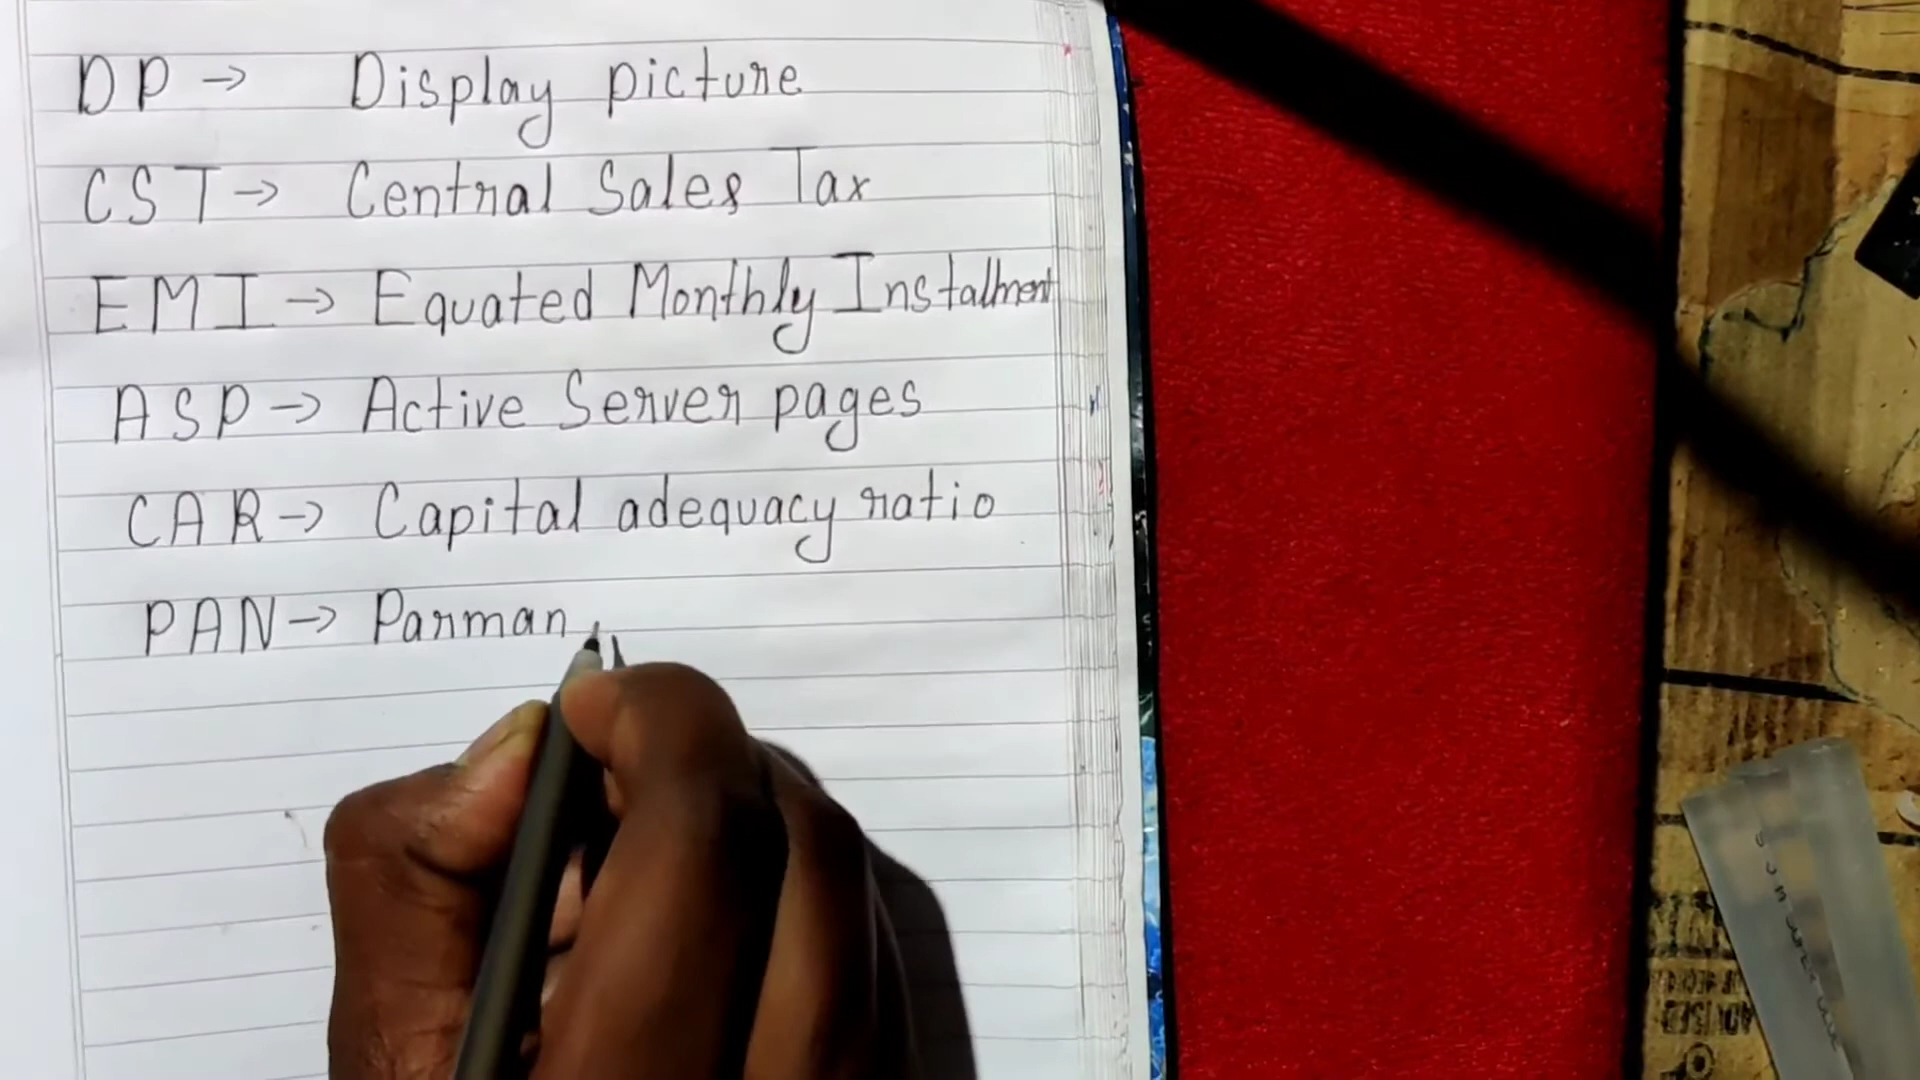 DP → Display picture
CST → Central Sales Tax
EMI → Equated Monthly Installment
ASP → Active Server pages
CAR → Capital adequacy ratio
PAN → Parman